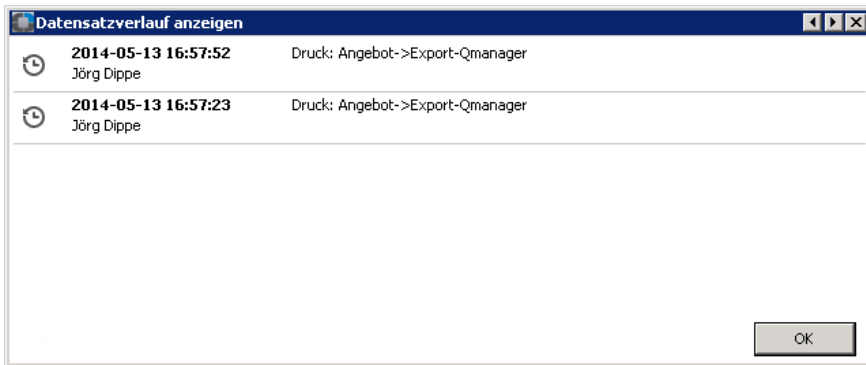 Datensatzverlauf anzeigen
2014-05-13 16:57:52 Druck: Angebot->Export-Qmanager
Jörg Dippe
2014-05-13 16:57:23 Druck: Angebot->Export-Qmanager
Jörg Dippe
OK